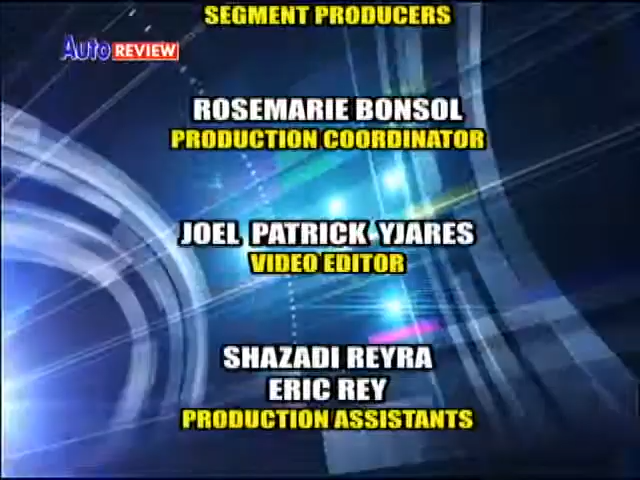 SEGMENT PRODUCERS
Auto REVIEW
ROSEMARIE BONSOL
PRODUCTION COORDINATOR
JOEL PATRICK YJARES
VIDEO EDITOR
SHAZADI REYRA
ERIC REY
PRODUCTION ASSISTANTS